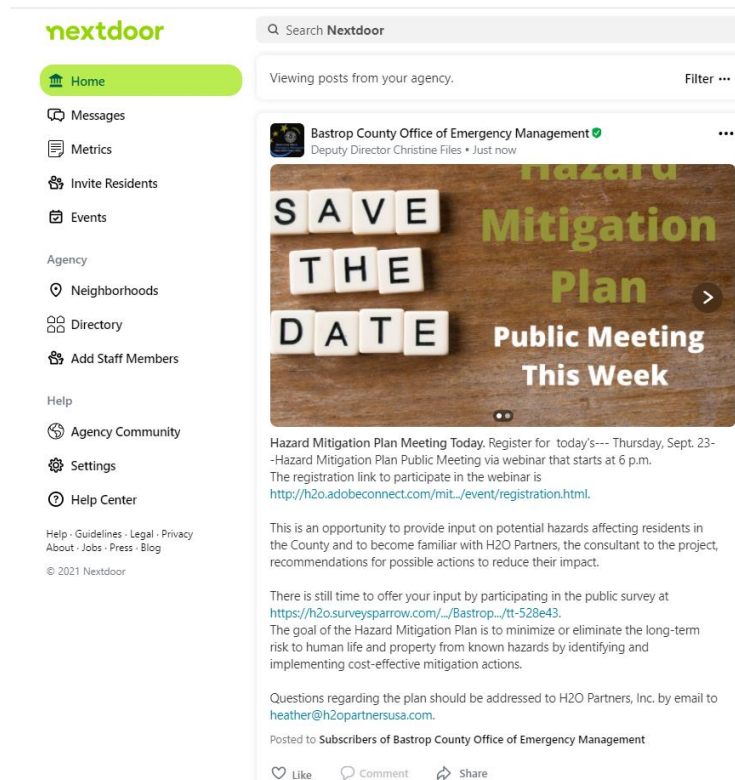 nextdoor
Search Nextdoor
Home
Messages
Metrics
Invite Residents
Events
Agency
Neighborhoods
Directory
Add Staff Members
Help
Agency Community
Settings
Help Center
Help · Guidelines · Legal · Privacy
About · Jobs · Press · Blog
© 2021 Nextdoor
Viewing posts from your agency.
Filter
Bastrop County Office of Emergency Management
Deputy Director Christine Files • Just now
SAVE
THE
DATE
Hazard
Mitigation
Plan
Public Meeting
This Week
Hazard Mitigation Plan Meeting Today. Register for today's--- Thursday, Sept. 23-
-Hazard Mitigation Plan Public Meeting via webinar that starts at 6 p.m.
The registration link to participate in the webinar is
http://h2o.adobeconnect.com/mit.../event/registration.html.
This is an opportunity to provide input on potential hazards affecting residents in
the County and to become familiar with H2O Partners, the consultant to the project,
recommendations for possible actions to reduce their impact.
There is still time to offer your input by participating in the public survey at
https://h2o.surveysparrow.com/.../Bastrop.../tt-528e43.
The goal of the Hazard Mitigation Plan is to minimize or eliminate the long-term
risk to human life and property from known hazards by identifying and
implementing cost-effective mitigation actions.
Questions regarding the plan should be addressed to H2O Partners, Inc. by email to
heather@h2opartnersusa.com.
Posted to Subscribers of Bastrop County Office of Emergency Management
Like
Comment
Share